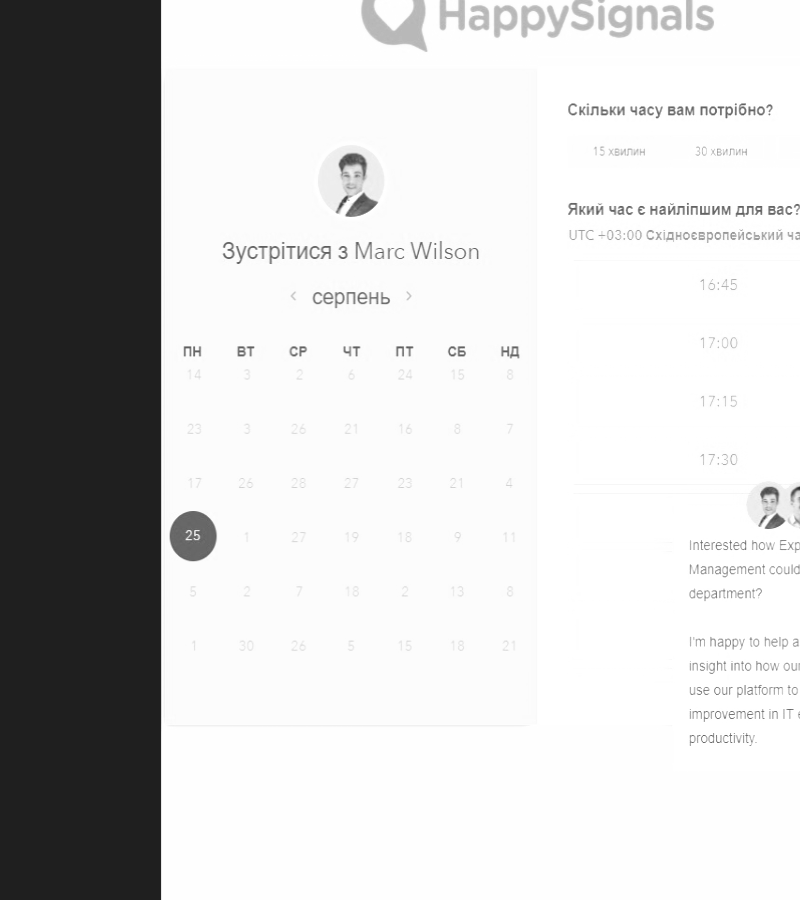 HappySignals
Зустрітися з Marc Wilson
серпень
ПН ВТ СР ЧТ ПТ СБ НД
14 3 2 6 24 15 8
23 3 26 21 16 8 7
17 26 28 27 23 21 4
25 1 27 19 18 9 11
5 2 7 18 2 13 8
1 30 26 5 15 18 21
Скільки часу вам потрібно?
15 хвилин 30 хвилин
Який час є найліпшим для вас?
UTC +03:00 Східноєвропейський ча
16:45
17:00
17:15
17:30
Interested how Exp
Management could
department?
I'm happy to help a
insight into how ou
use our platform to
improvement in IT e
productivity.